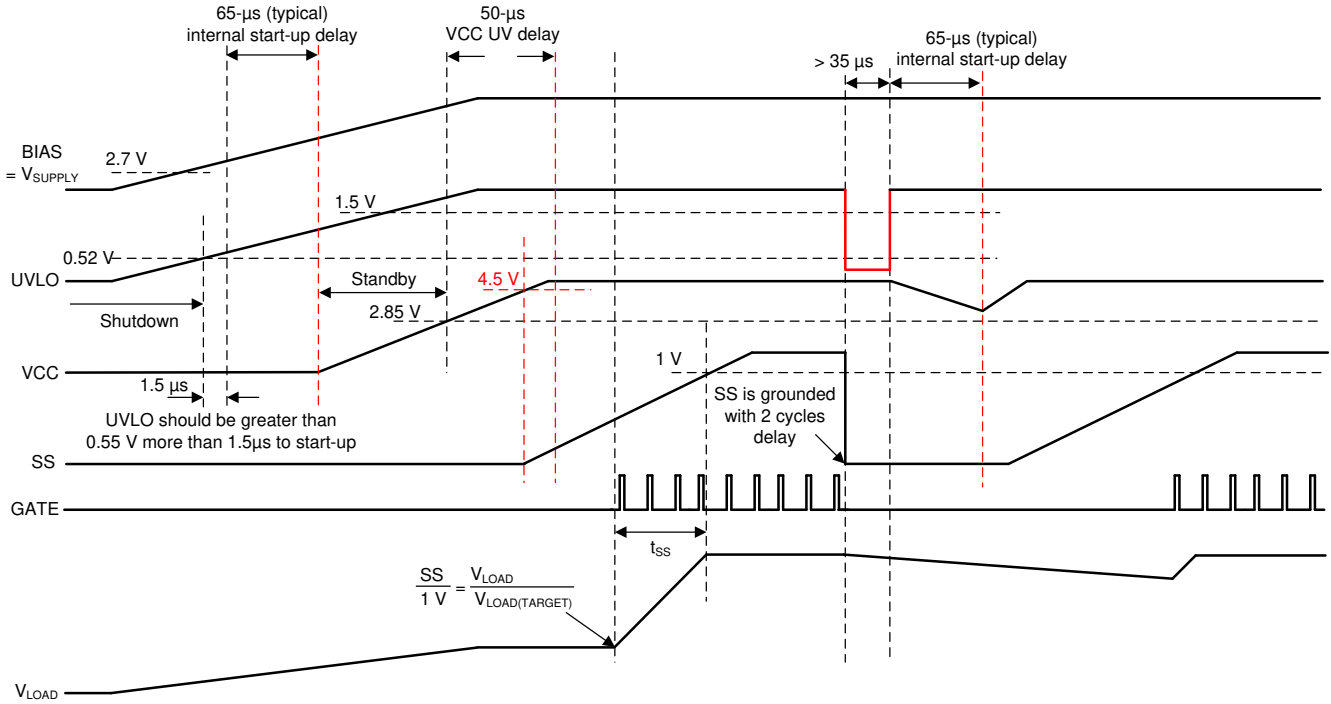 65-µs (typical)
internal start-up delay
50-µs
VCC UV delay
65-µs (typical)
internal start-up delay
> 35 µs
BIAS
= VSUPPLY
2.7 V
1.5 V
0.52 V
UVLO
Standby
4.5 V
Shutdown
2.85 V
VCC
1 V
1.5 µs
UVLO should be greater than
0.55 V more than 1.5µs to start-up
SS is grounded
with 2 cycles
delay
SS
GATE
tSS
SS
1 V
=
VLOAD
VLOAD(TARGET)
VLOAD